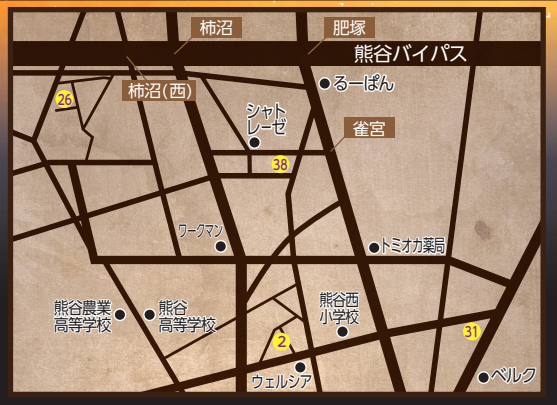 柿沼
肥塚
熊谷バイパス
るーぱん
柿沼(西)
26
シャト
レーゼ
雀宮
38
ワークマン
トミオカ薬局
熊谷農業
高等学校
熊谷
高等学校
熊谷西
小学校
31
2
ウェルシア
ベルク